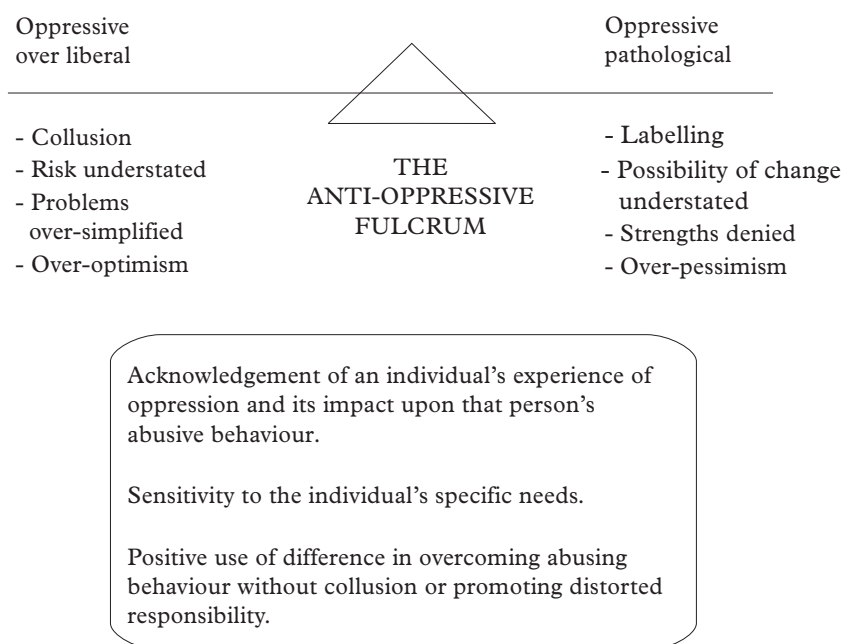 Oppressive
over liberal
Oppressive
pathological
- Collusion
- Risk understated
- Problems
over-simplified
- Over-optimism
THE
ANTI-OPPRESSIVE
FULCRUM
- Labelling
- Possibility of change
understated
- Strengths denied
- Over-pessimism
Acknowledgement of an individual’s experience of
oppression and its impact upon that person’s
abusive behaviour.
Sensitivity to the individual’s specific needs.
Positive use of difference in overcoming abusing
behaviour without collusion or promoting distorted
responsibility.